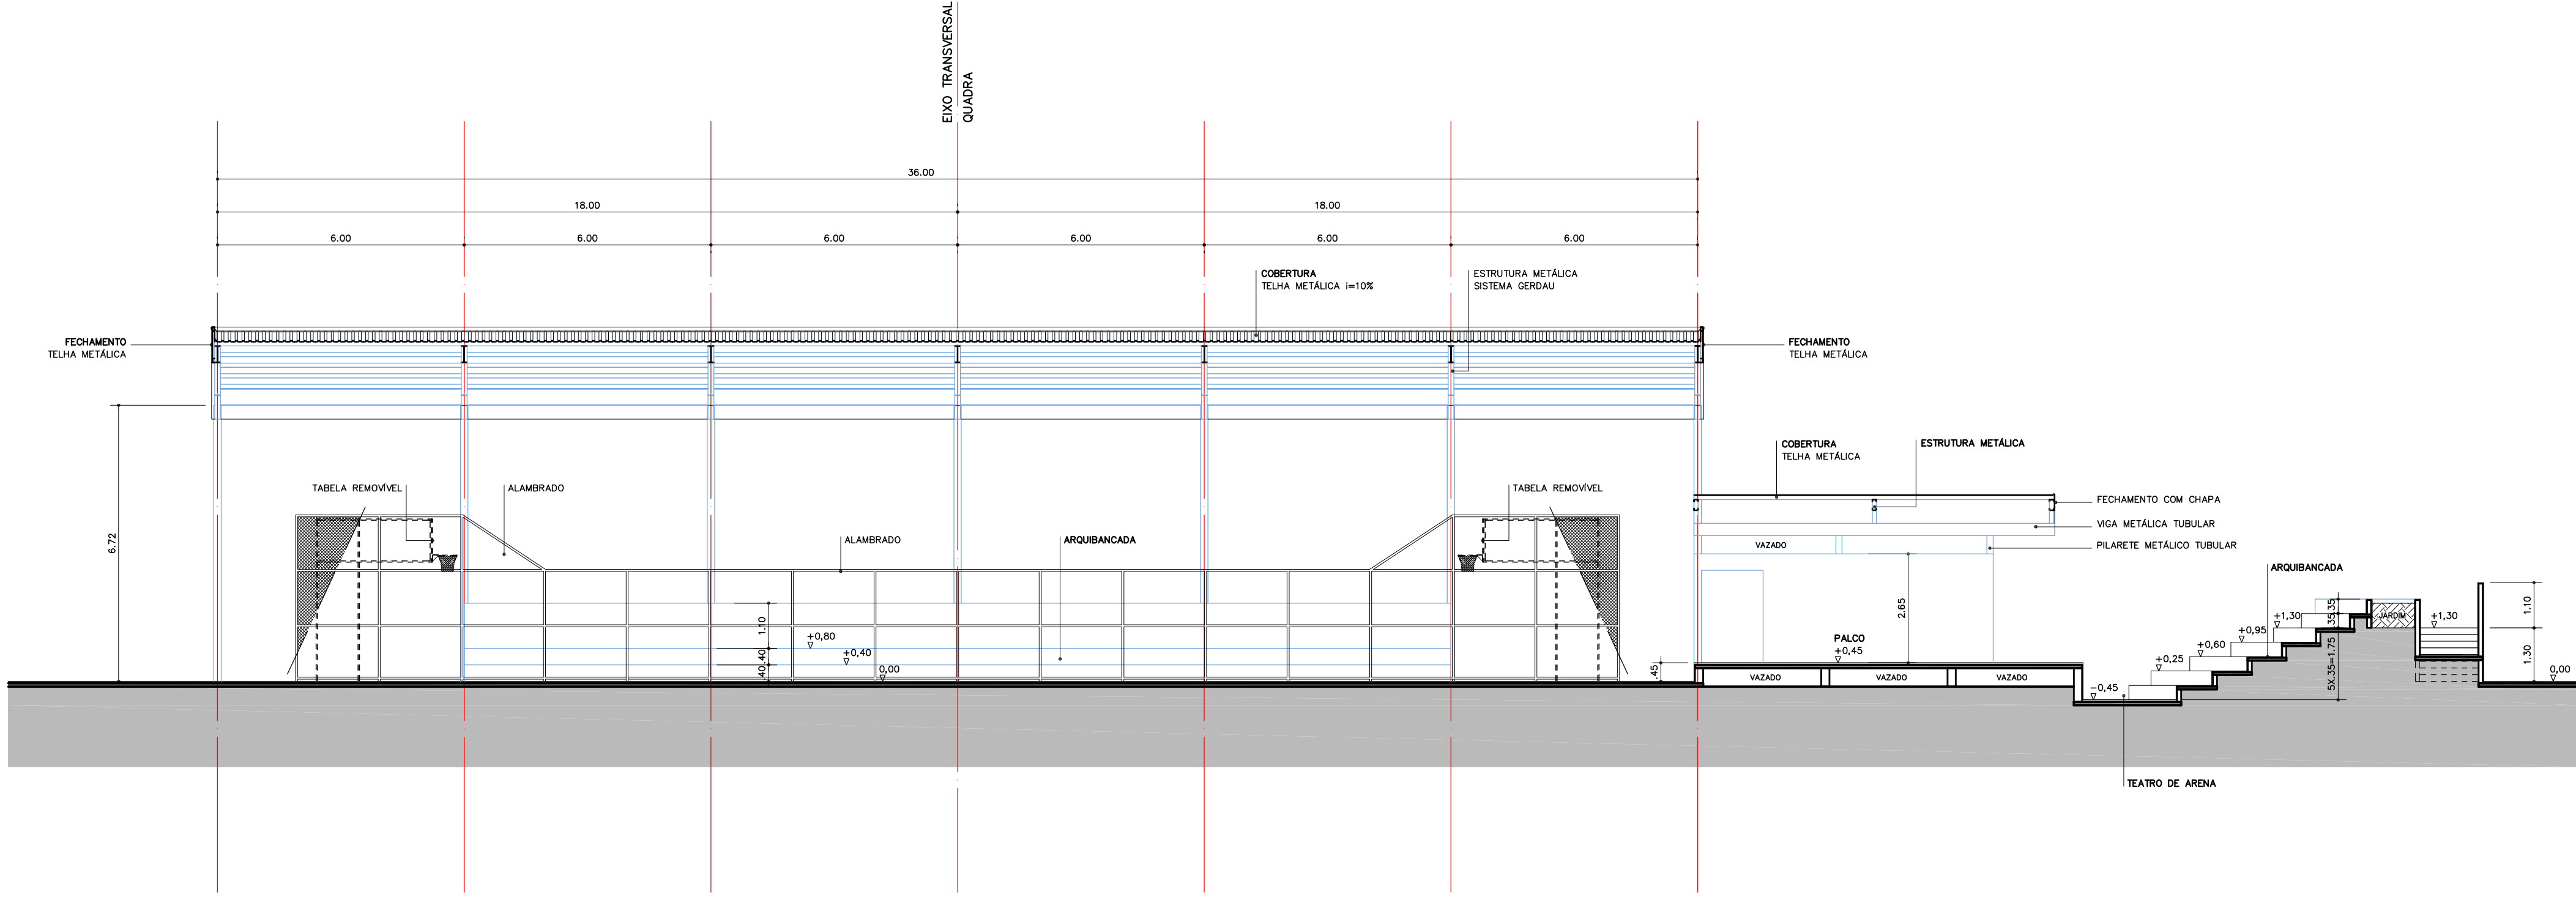 EIXO TRANSVERSAL
QUADRA
36.00
18.00
18.00
6.00
6.00
6.00
6.00
6.00
6.00
COBERTURA
TELHA METÁLICA i=10%
ESTRUTURA METÁLICA
SISTEMA GERDAU
FECHAMENTO
TELHA METÁLICA
FECHAMENTO
TELHA METÁLICA
6.72
TABELA REMOVÍVEL
ALAMBRADO
ALAMBRADO
ARQUIBANCADA
TABELA REMOVÍVEL
COBERTURA
TELHA METÁLICA
ESTRUTURA METÁLICA
FECHAMENTO COM CHAPA
VIGA METÁLICA TUBULAR
PILARETE METÁLICO TUBULAR
VAZADO
ARQUIBANCADA
1.10
.40
.40
+0,80
+0,40
0,00
2.65
PALCO
+0,45
.45
VAZADO
VAZADO
VAZADO
-0,45
+0,25
+0,60
+0,95
+1,30
.35
.35
5X.35=1.75
JARDIM
+1,30
1.10
1.30
0,00
TEATRO DE ARENA